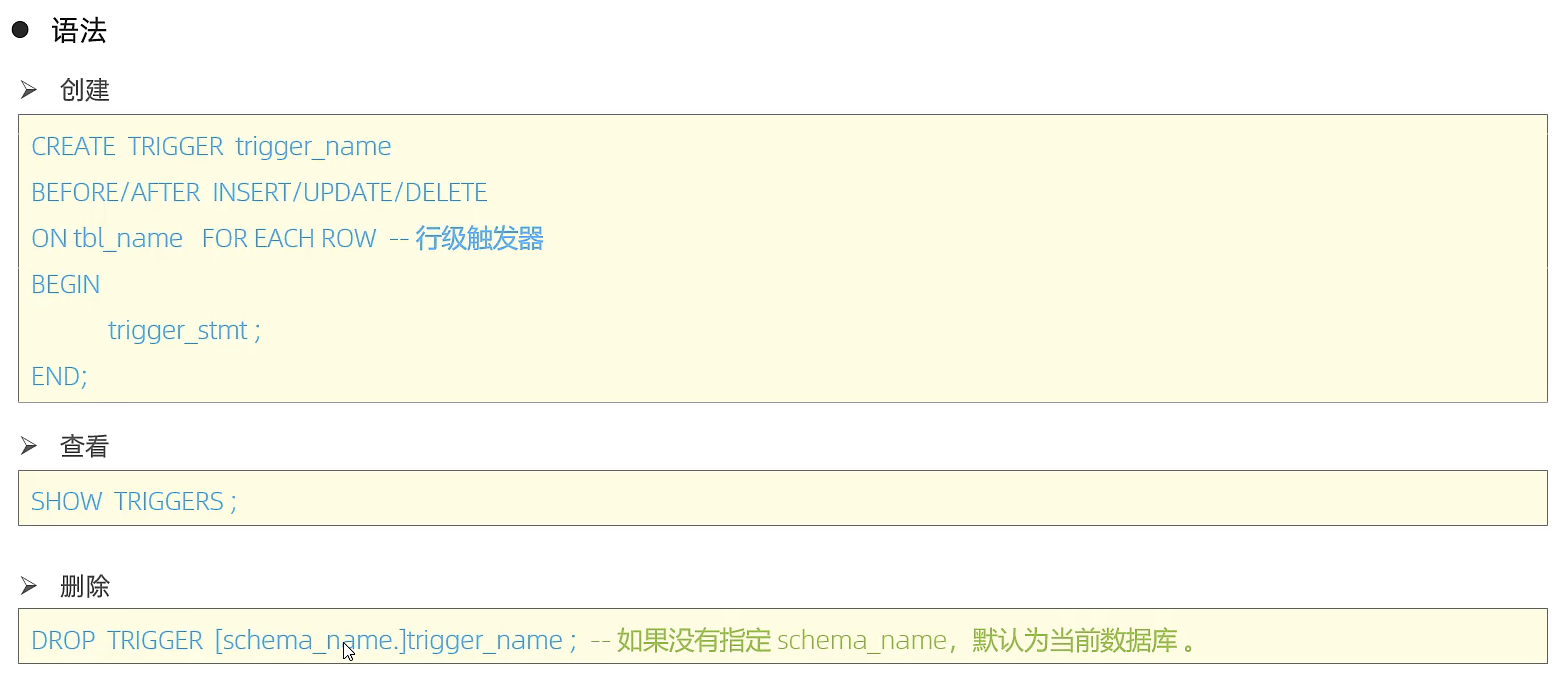 ● 语法
➢ 创建
CREATE TRIGGER trigger_name
BEFORE/AFTER INSERT/UPDATE/DELETE
ON tbl_name FOR EACH ROW -- 行级触发器
BEGIN
trigger_stmt ;
END;
➢ 查看
SHOW TRIGGERS ;
➢ 删除
DROP TRIGGER [schema_name.]trigger_name ; -- 如果没有指定 schema_name，默认为当前数据库 。